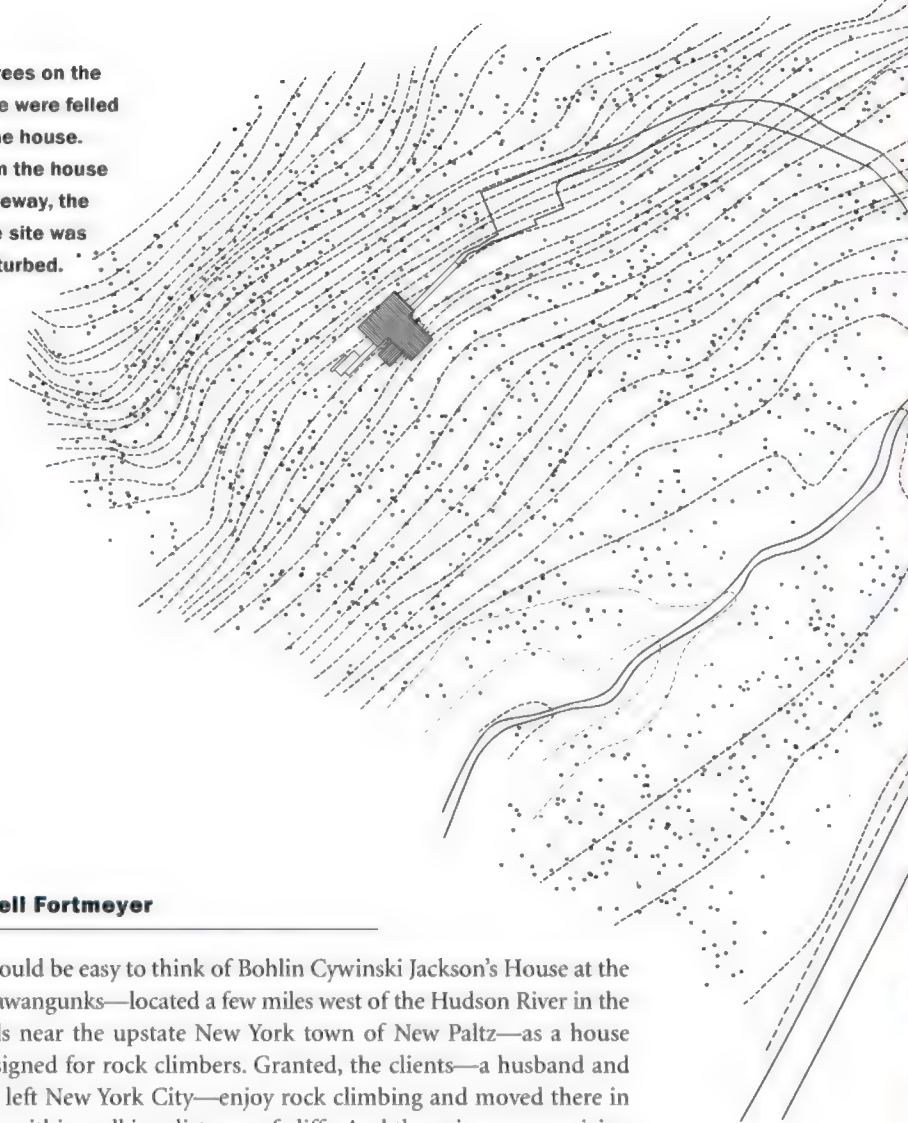 rees on the
e were felled
he house.
m the house
eway, the
e site was
turbed.
ell Fortmeyer
ould be easy to think of Bohlin Cywinski Jackson's House at the
awangunks—located a few miles west of the Hudson River in the
ls near the upstate New York town of New Paltz—as a house
signed for rock climbers. Granted, the clients—a husband and
left New York City—enjoy rock climbing and moved there in